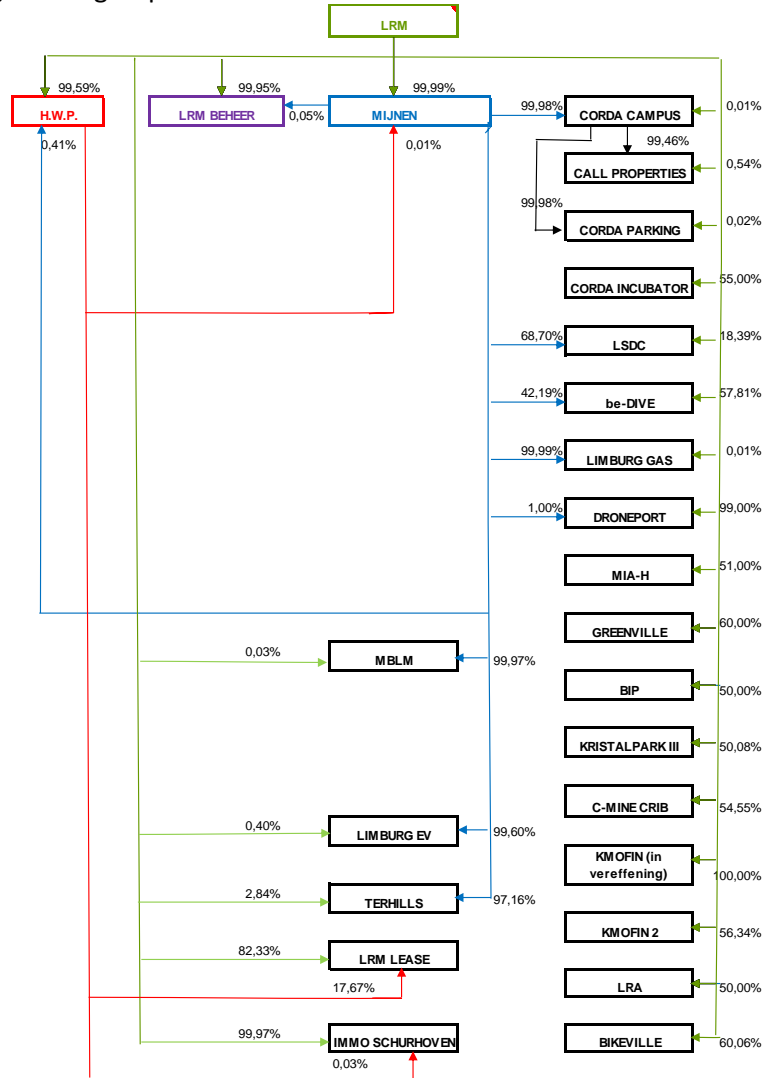 LRM
99,59%
99,95%
99,99%
H.W.P.
LRM BEHEER
0,05%
MIJNEN
99,98%
CORDA CAMPUS
0,01%
0,41%
0,01%
99,46%
CALL PROPERTIES
0,54%
99,98%
CORDA PARKING
0,02%
CORDA INCUBATOR
55,00%
68,70%
LSDC
18,39%
42,19%
be-DIVE
57,81%
99,99%
LIMBURG GAS
0,01%
1,00%
DRONEPORT
99,00%
MIA-H
51,00%
GREENVILLE
60,00%
0,03%
MBLM
99,97%
BIP
50,00%
KRISTALPARK III
50,08%
C-MINE CRIB
54,55%
0,40%
LIMBURG EV
99,60%
KMOFIN (in
vereffening)
100,00%
2,84%
TERHILLS
97,16%
KMOFIN 2
56,34%
82,33%
LRM LEASE
17,67%
LRA
50,00%
99,97%
IMMO SCHURHOVEN
0,03%
BIKEVILLE
60,06%